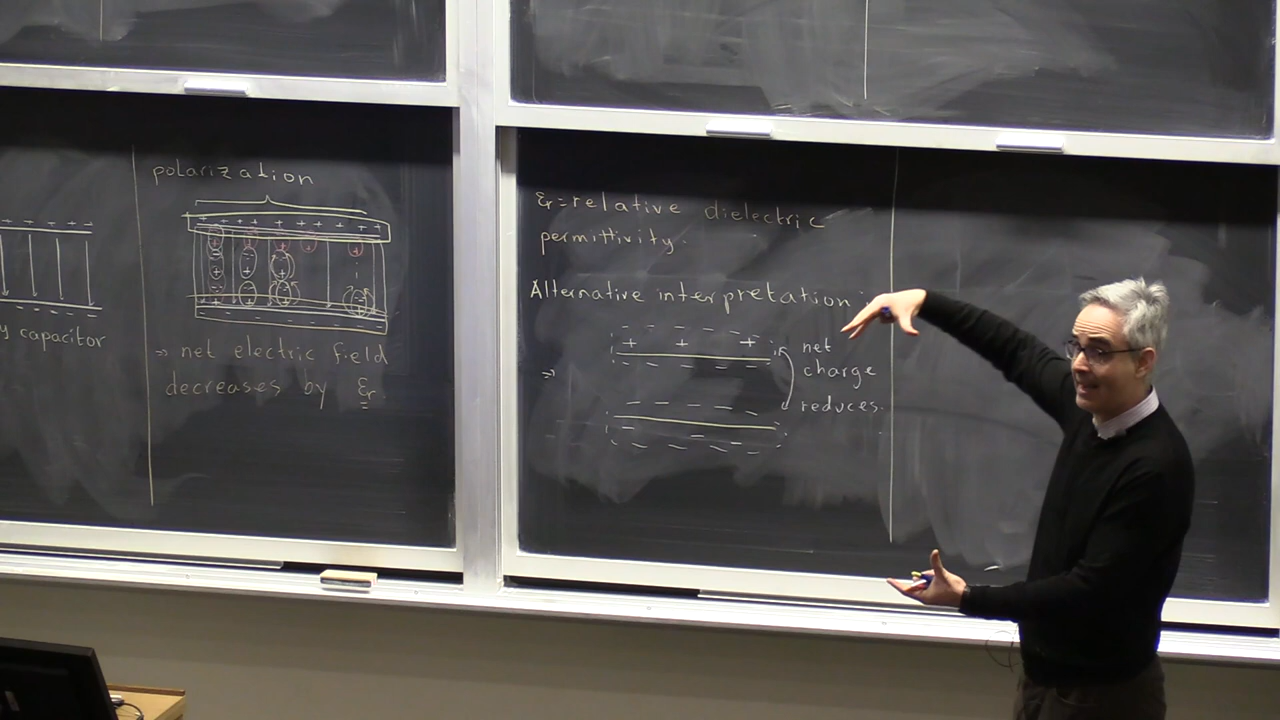 y capacitor
polarization
⇒ net electric field
decreases by εr
εr = relative dielectric
permittivity.
Alternative interpretation :
⇒
net
charge
reduces.